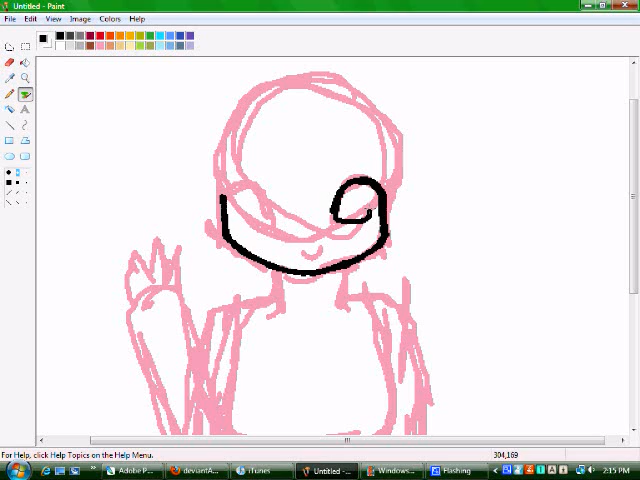 Untitled - Paint
File Edit View Image Colors Help
For Help, click Help Topics on the Help Menu.
304,169
Adobe P...
deviantA...
iTunes
Untitled -...
Windows...
Flashing
2:15 PM